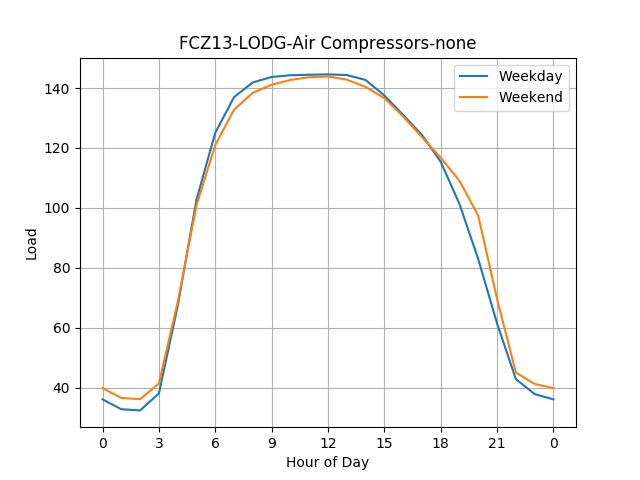 FCZ13-LODG-Air Compressors-none
Weekday
Weekend
Load
140
120
100
80
60
40
0 3 6 9 12 15 18 21 0
Hour of Day